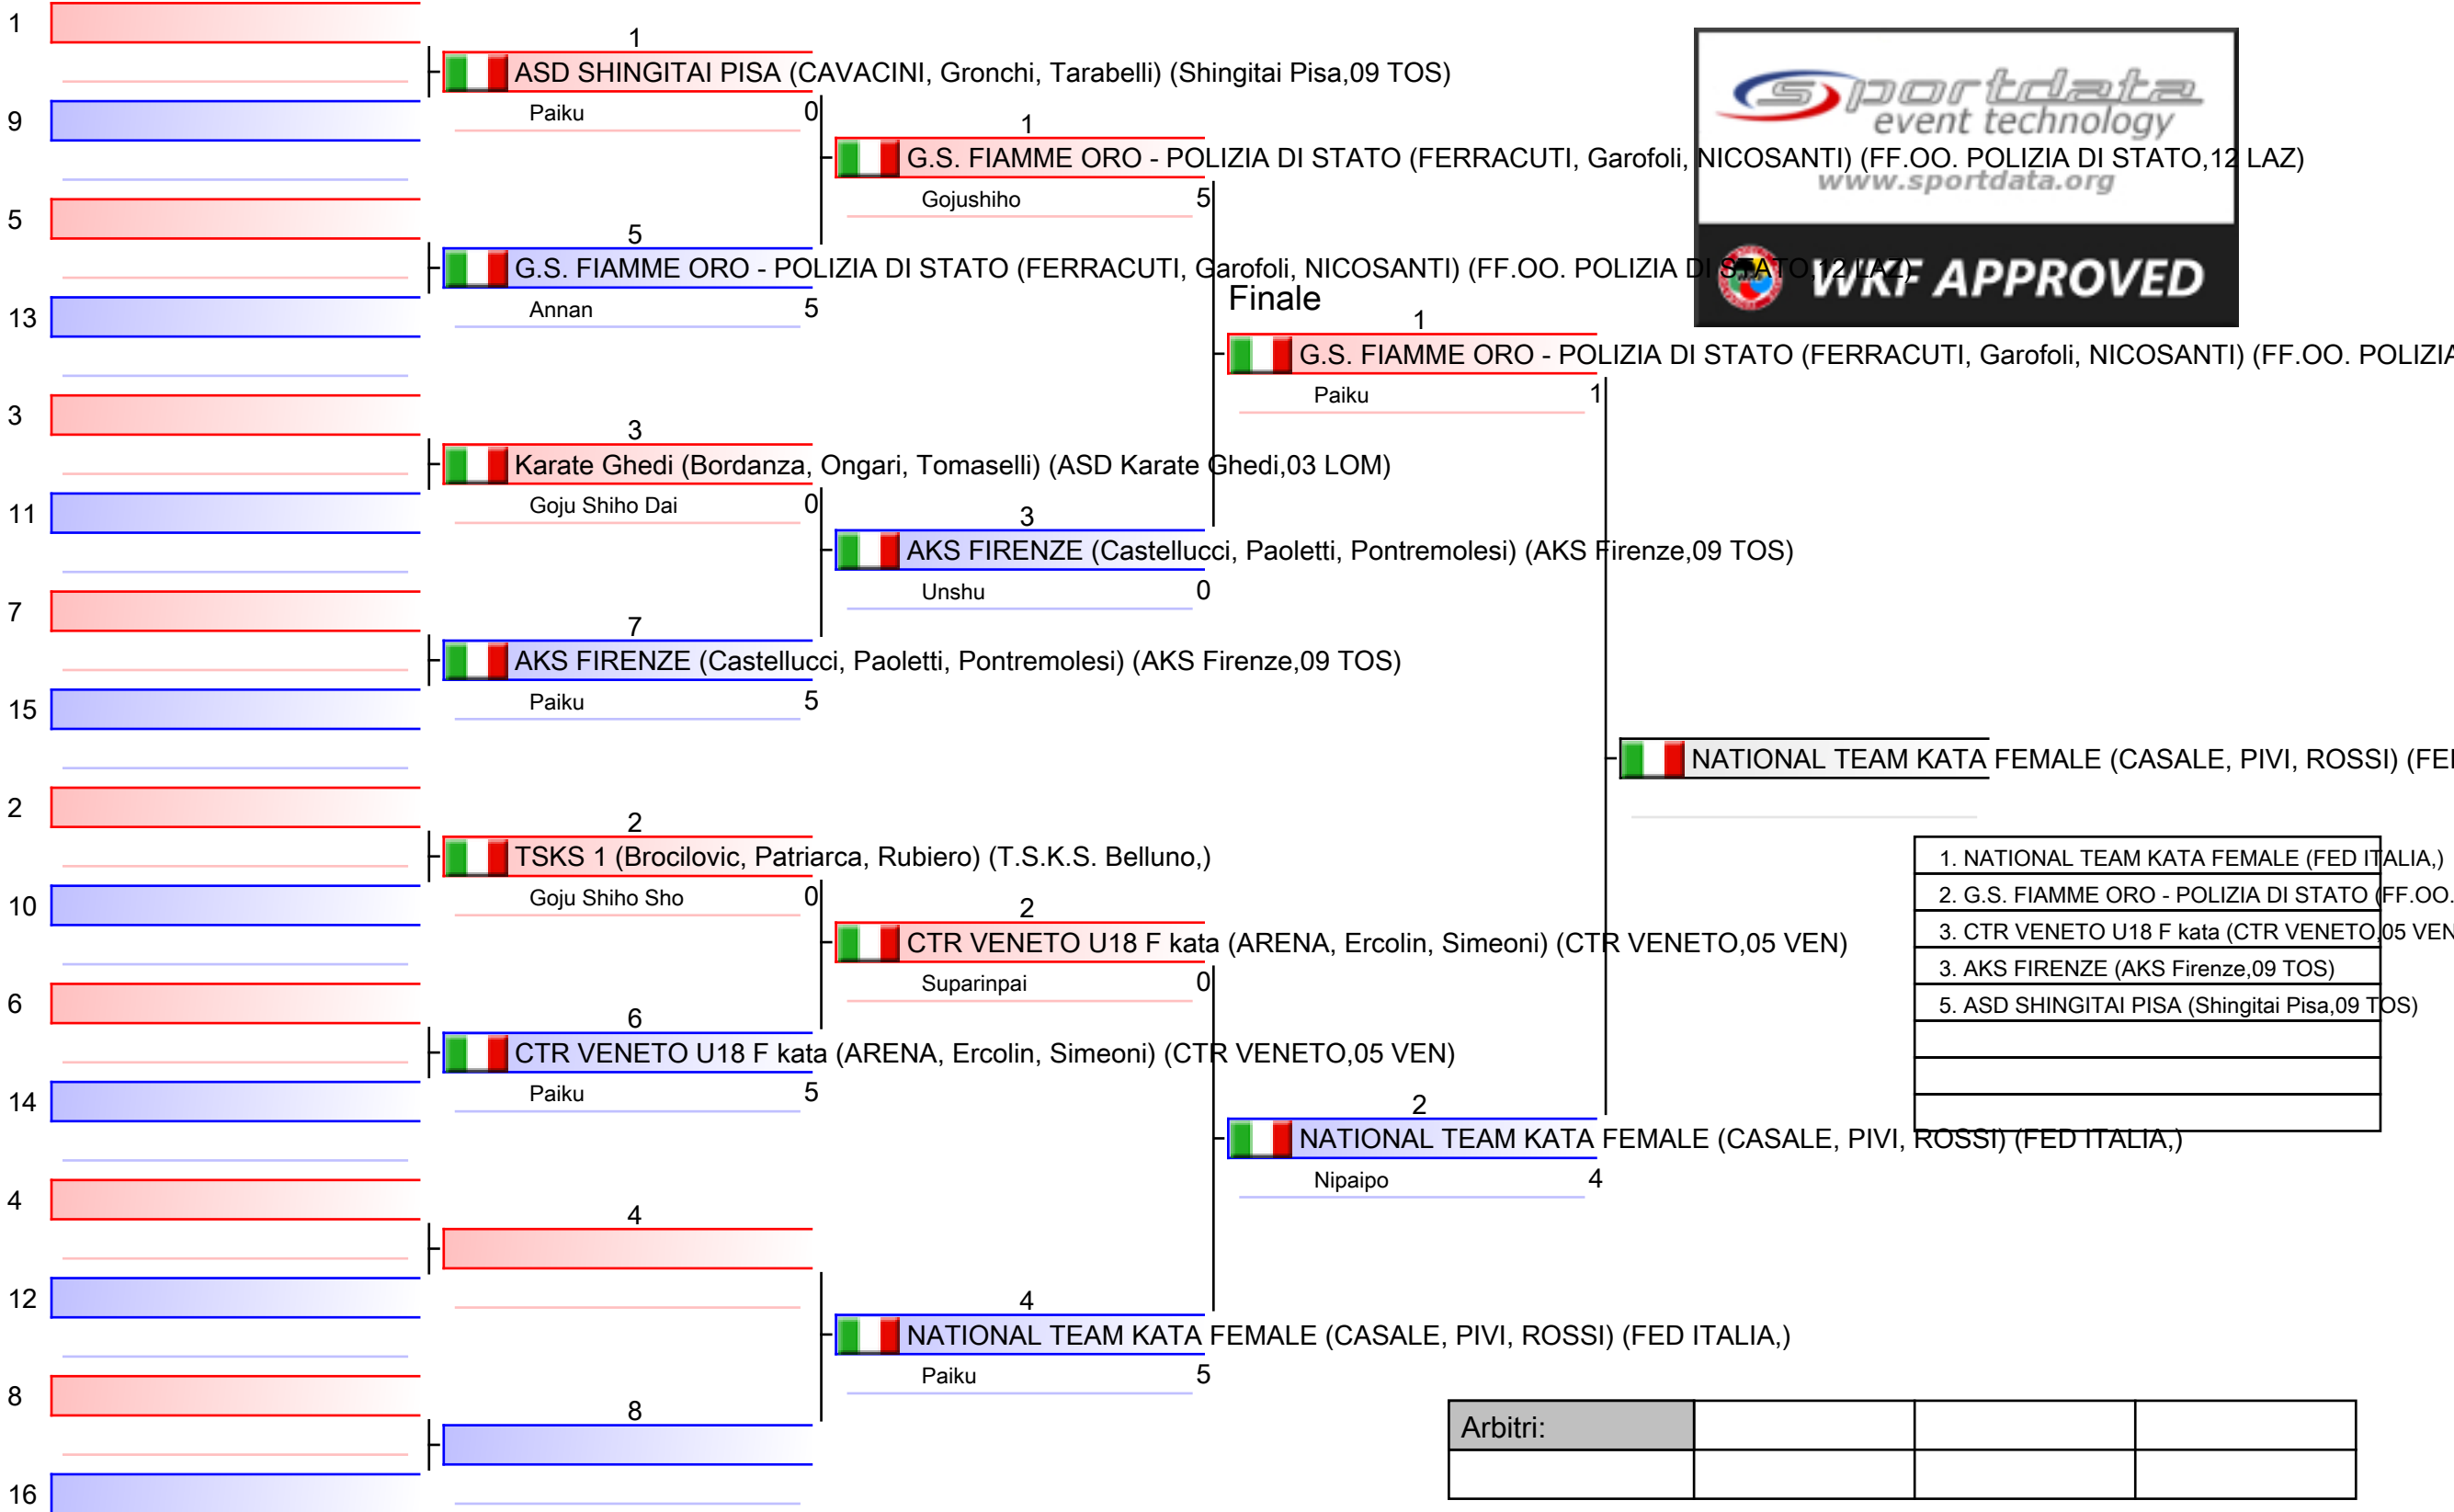 1
9
5
13
3
11
7
15
2
10
6
14
4
12
8
16
1
ASD SHINGITAI PISA (CAVACINI, Gronchi, Tarabelli) (Shingitai Pisa,09 TOS)
Paiku 0
5
G.S. FIAMME ORO - POLIZIA DI STATO (FERRACUTI, Garofoli, NICOSANTI) (FF.OO. POLIZIA DI STATO,12 LAZ)
Annan 5
3
Karate Ghedi (Bordanza, Ongari, Tomaselli) (ASD Karate Ghedi,03 LOM)
Goju Shiho Dai 0
7
AKS FIRENZE (Castellucci, Paoletti, Pontremolesi) (AKS Firenze,09 TOS)
Paiku 5
2
TSKS 1 (Brocilovic, Patriarca, Rubiero) (T.S.K.S. Belluno,)
Goju Shiho Sho 0
6
CTR VENETO U18 F kata (ARENA, Ercolin, Simeoni) (CTR VENETO,05 VEN)
Paiku 5
4
8
1
G.S. FIAMME ORO - POLIZIA DI STATO (FERRACUTI, Garofoli, NICOSANTI) (FF.OO. POLIZIA DI STATO,12 LAZ)
Gojushiho 5
3
AKS FIRENZE (Castellucci, Paoletti, Pontremolesi) (AKS Firenze,09 TOS)
Unshu 0
2
CTR VENETO U18 F kata (ARENA, Ercolin, Simeoni) (CTR VENETO,05 VEN)
Suparinpai 0
4
NATIONAL TEAM KATA FEMALE (CASALE, PIVI, ROSSI) (FED ITALIA,)
Paiku 5
Finale
1
G.S. FIAMME ORO - POLIZIA DI STATO (FERRACUTI, Garofoli, NICOSANTI) (FF.OO. POLIZIA
Paiku 1
2
NATIONAL TEAM KATA FEMALE (CASALE, PIVI, ROSSI) (FED ITALIA,)
Nipaipo 4
NATIONAL TEAM KATA FEMALE (CASALE, PIVI, ROSSI) (FE
sportdata
event technology
www.sportdata.org
WKF APPROVED
1. NATIONAL TEAM KATA FEMALE (FED ITALIA,)
2. G.S. FIAMME ORO - POLIZIA DI STATO (FF.OO.
3. CTR VENETO U18 F kata (CTR VENETO,05 VEN
3. AKS FIRENZE (AKS Firenze,09 TOS)
5. ASD SHINGITAI PISA (Shingitai Pisa,09 TOS)
Arbitri: